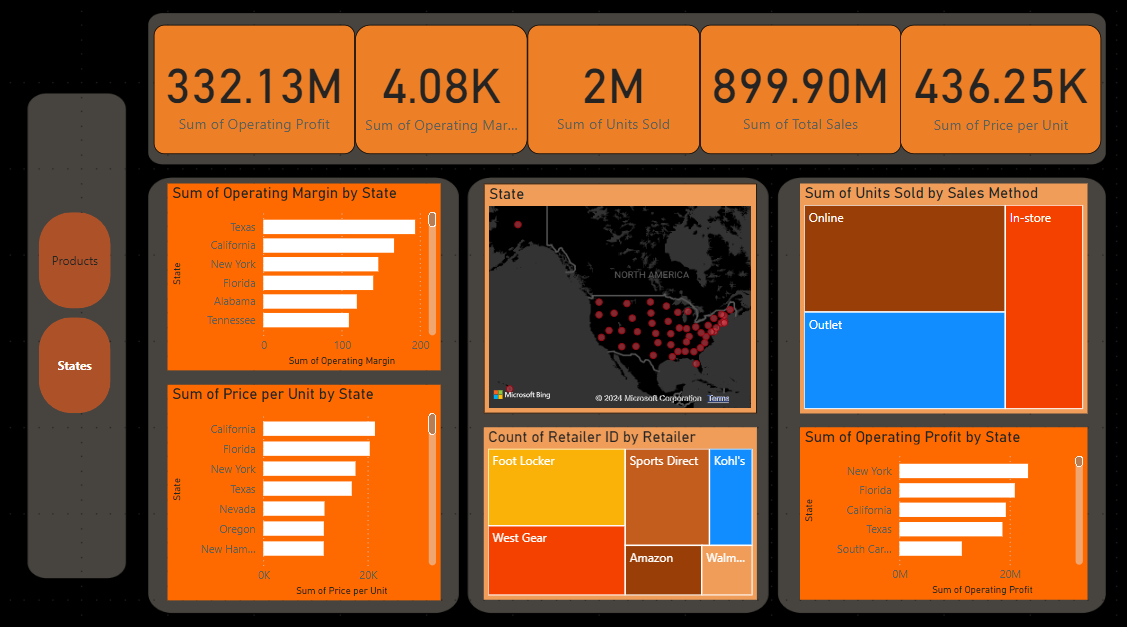 332.13M
Sum of Operating Profit
4.08K
Sum of Operating Mar...
2M
Sum of Units Sold
899.90M
Sum of Total Sales
436.25K
Sum of Price per Unit
Products
States
Sum of Operating Margin by State
State
Texas
California
New York
Florida
Alabama
Tennessee
0
100
200
Sum of Operating Margin
Sum of Price per Unit by State
State
California
Florida
New York
Texas
Nevada
Oregon
New Ham...
0K
20K
Sum of Price per Unit
State
NORTH AMERICA
Microsoft Bing
© 2024 Microsoft Corporation Terms
Count of Retailer ID by Retailer
Foot Locker
Sports Direct
Kohl's
West Gear
Amazon
Walm...
Sum of Units Sold by Sales Method
Online
In-store
Outlet
Sum of Operating Profit by State
State
New York
Florida
California
Texas
South Car...
0M
20M
Sum of Operating Profit